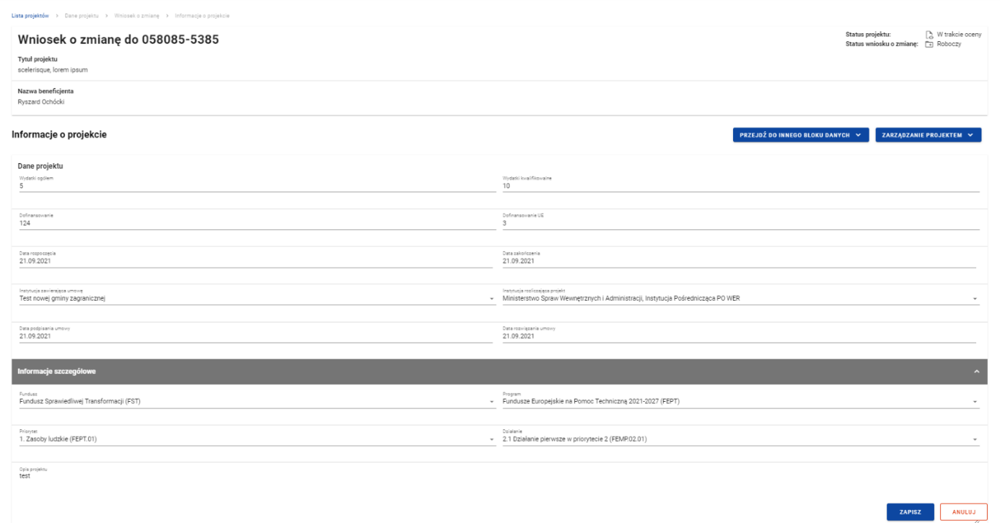 Lista projektów > Dane projektu > Wniosek o zmianę > Informacje o projekcie
Wniosek o zmianę do 058085-5385
Status projektu: W trakcie oceny
Status wniosku o zmianę: Roboczy
Tytuł projektu
scelerisque, lorem ipsum
Nazwa beneficjenta
Ryszard Ochócki
Informacje o projekcie
PRZEJDŹ DO INNEGO BLOKU DANYCH
ZARZĄDZANIE PROJEKTEM
Dane projektu
Wydatki ogółem
5
Wydatki kwalifikowalne
10
Dofinansowanie
124
Dofinansowanie UE
3
Data rozpoczęcia
21.09.2021
Data zakończenia
21.09.2021
Instytucja zawierająca umowę
Test nowej gminy zagranicznej
Instytucja rozliczająca projekt
Ministerstwo Spraw Wewnętrznych i Administracji, Instytucja Pośrednicząca PO WER
Data podpisania umowy
21.09.2021
Data rozwiązania umowy
21.09.2021
Informacje szczegółowe
Fundusz
Fundusz Sprawiedliwej Transformacji (FST)
Program
Fundusze Europejskie na Pomoc Techniczną 2021-2027 (FEPT)
Priorytet
1. Zasoby ludzkie (FEPT.01)
Działanie
2.1 Działanie pierwsze w priorytecie 2 (FEMP.02.01)
Opis projektu
test
ZAPISZ
ANULUJ